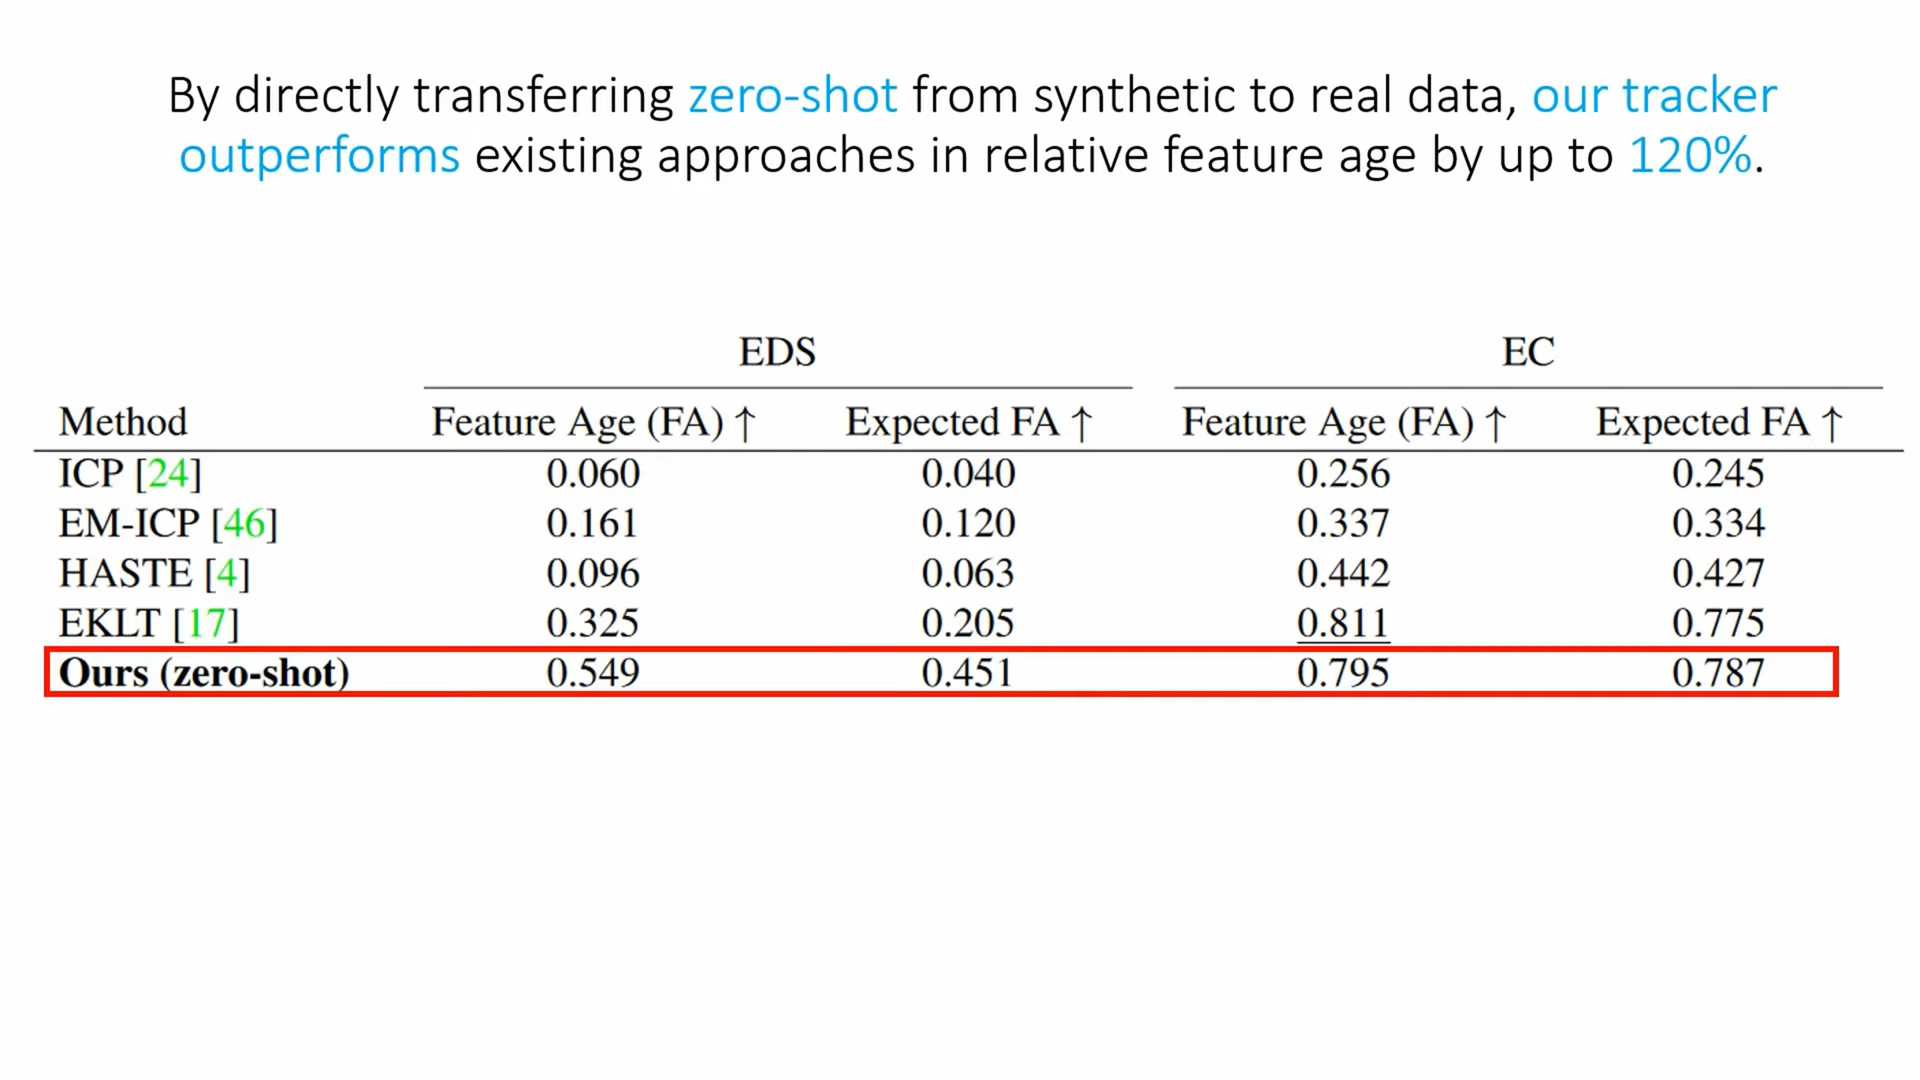 By directly transferring zero-shot from synthetic to real data, our tracker
outperforms existing approaches in relative feature age by up to 120%.
EDS EC
Method Feature Age (FA) ↑ Expected FA ↑ Feature Age (FA) ↑ Expected FA ↑
ICP [24] 0.060 0.040 0.256 0.245
EM-ICP [46] 0.161 0.120 0.337 0.334
HASTE [4] 0.096 0.063 0.442 0.427
EKLT [17] 0.325 0.205 0.811 0.775
Ours (zero-shot) 0.549 0.451 0.795 0.787